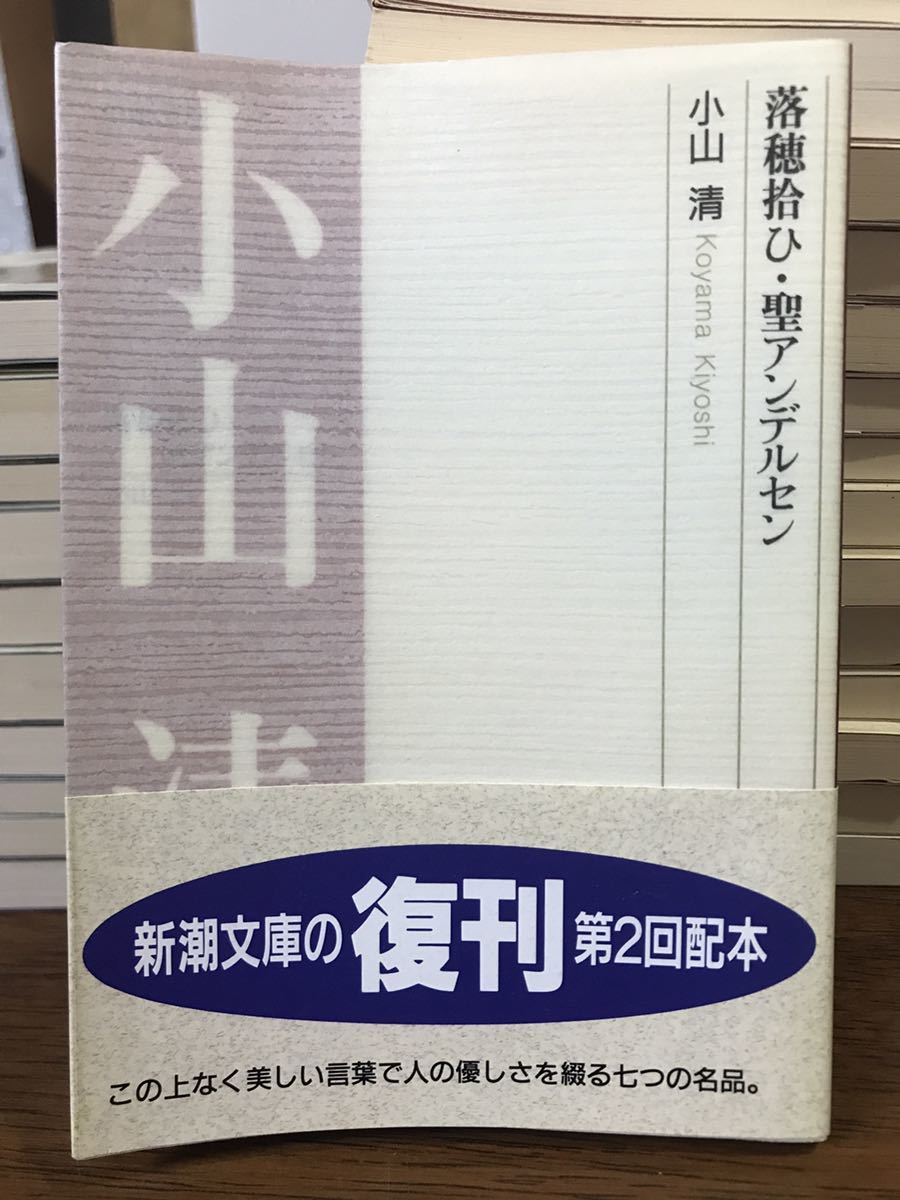 落穂拾ひ・聖アンデルセン
小山 清 Koyama Kiyoshi
小山清
新潮文庫の復刊 第2回配本
この上なく美しい言葉で人の優しさを綴る七つの名品。